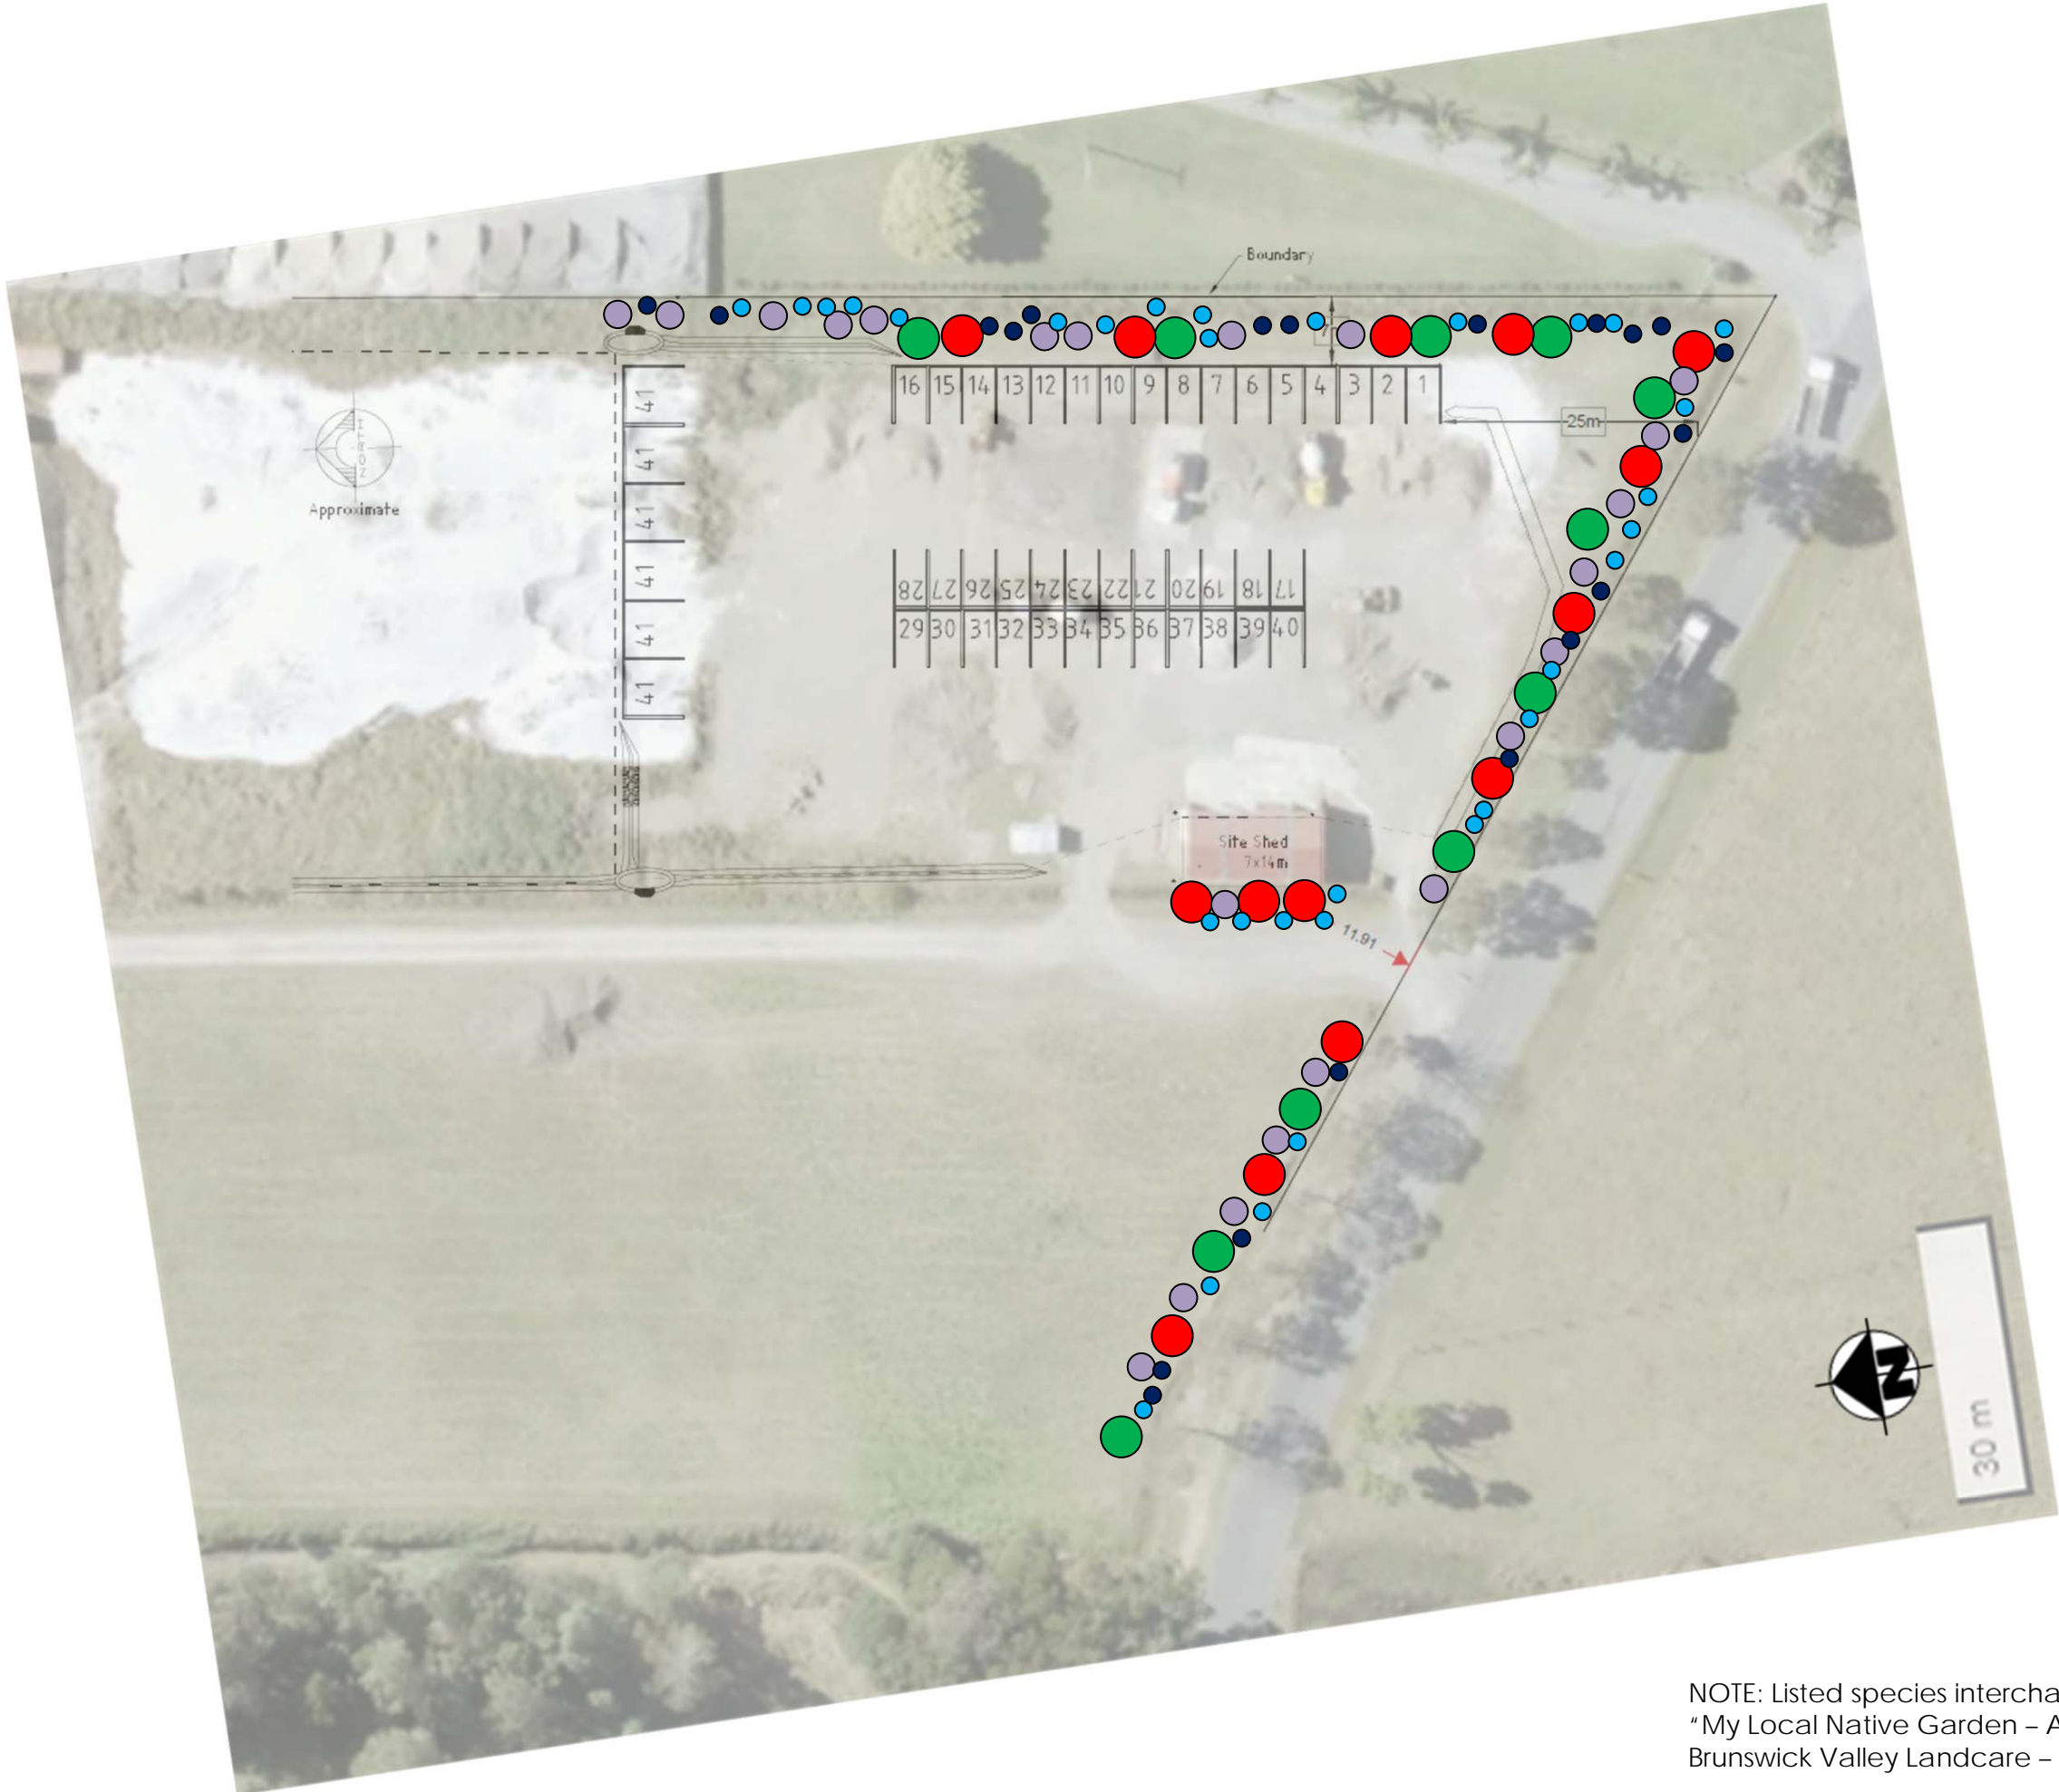 Boundary
7
16 15 14 13 12 11 10 9 8 7 6 5 4 3 2 1
25m
41
41
41
41
41
41
NORTH
Approximate
28 27 26 25 24 23 22 21 20 19 18 17
29 30 31 32 33 34 35 36 37 38 39 40
Site Shed
7x14m
11.91
N
30 m
NOTE: Listed species intercha
"My Local Native Garden – A
Brunswick Valley Landcare –